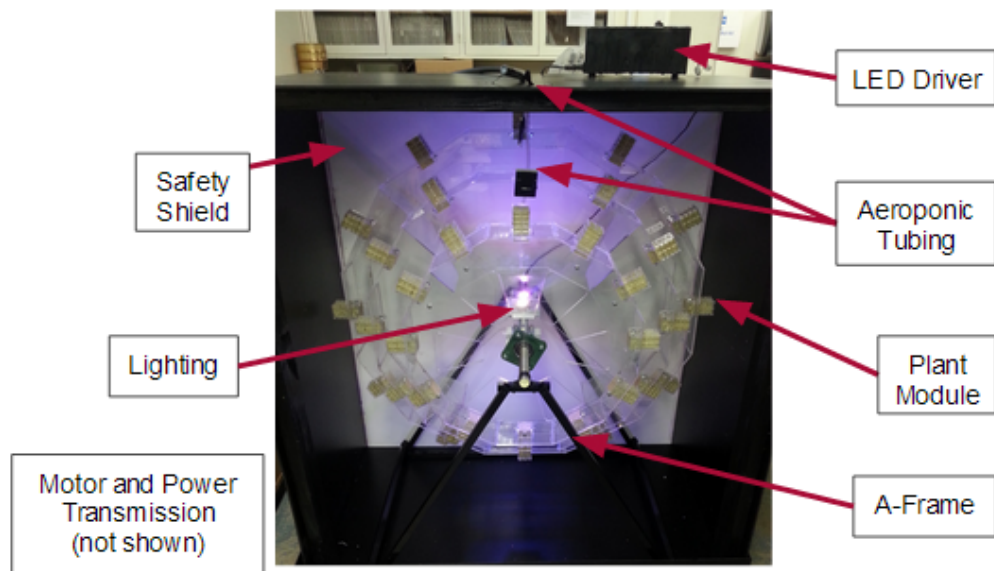 LED Driver
Safety
Shield
Aeroponic
Tubing
Lighting
Plant
Module
Motor and Power
Transmission
(not shown)
A-Frame